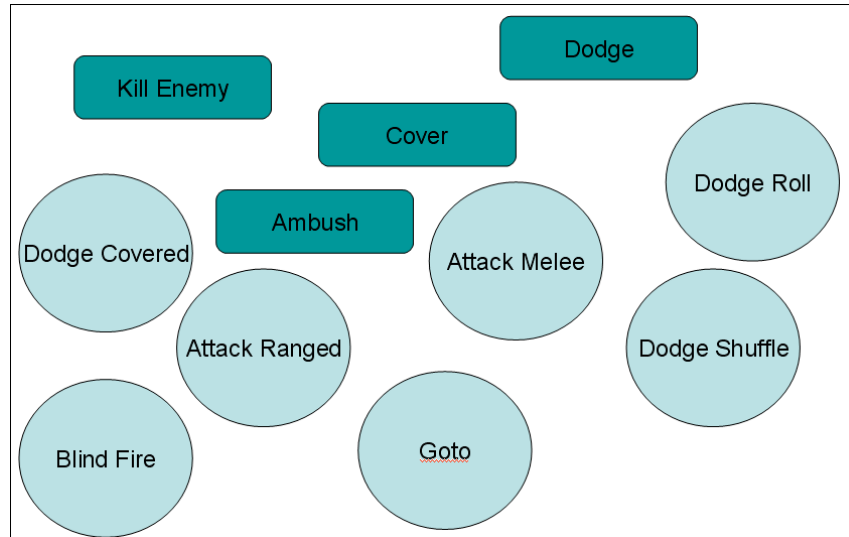 Dodge
Kill Enemy
Cover
Dodge Roll
Ambush
Dodge Covered
Attack Melee
Attack Ranged
Dodge Shuffle
Blind Fire
Goto